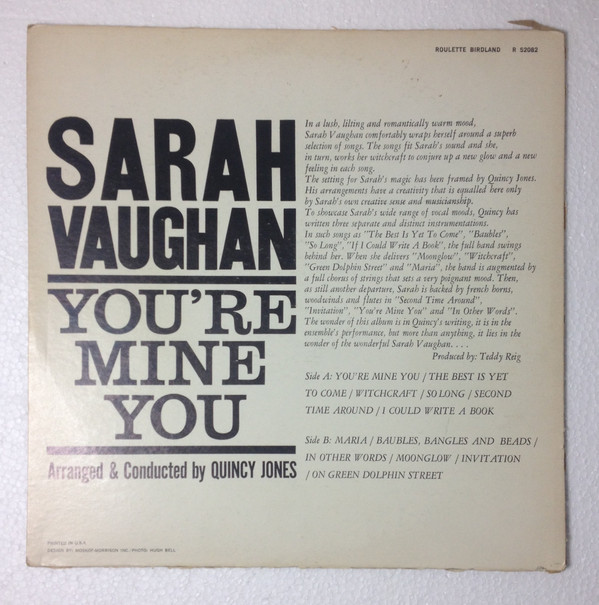 ROULETTE BIRDLAND R 52082
SARAH
VAUGHAN
YOU'RE
MINE
YOU
Arranged & Conducted by QUINCY JONES
In a lush, lilting and romantically warm mood,
Sarah Vaughan comfortably wraps herself around a superb
selection of songs. The songs fit Sarah's sound and she,
in turn, works her witchcraft to conjure up a new glow and a new
feeling in each song.
The setting for Sarah's magic has been framed by Quincy Jones.
His arrangements have a creativity that is equalled here only
by Sarah's own creative sense and musicianship.
To showcase Sarah's wide range of vocal moods, Quincy has
written three separate and distinct instrumentations.
In such songs as "The Best Is Yet To Come", "Baubles",
"So Long", "If I Could Write A Book", the full band swings
behind her. When she delivers "Moonglow", "Witchcraft",
"Green Dolphin Street" and "Maria", the band is augmented by
a full chorus of strings that sets a very poignant mood. Then,
as still another departure, Sarah is backed by french horns,
woodwinds and flutes in "Second Time Around",
"Invitation", "You're Mine You" and "In Other Words".
The wonder of this album is in Quincy's writing, it is in the
ensemble's performance, but more than anything, it lies in the
wonder of the wonderful Sarah Vaughan. . . .
Produced by: Teddy Reig
Side A: YOU'RE MINE YOU / THE BEST IS YET
TO COME / WITCHCRAFT / SO LONG / SECOND
TIME AROUND / I COULD WRITE A BOOK
Side B: MARIA / BAUBLES, BANGLES AND BEADS /
IN OTHER WORDS / MOONGLOW / INVITATION
/ ON GREEN DOLPHIN STREET
PRINTED IN U.S.A.
DESIGN BY: INC. PHOTO: HUGH BELL